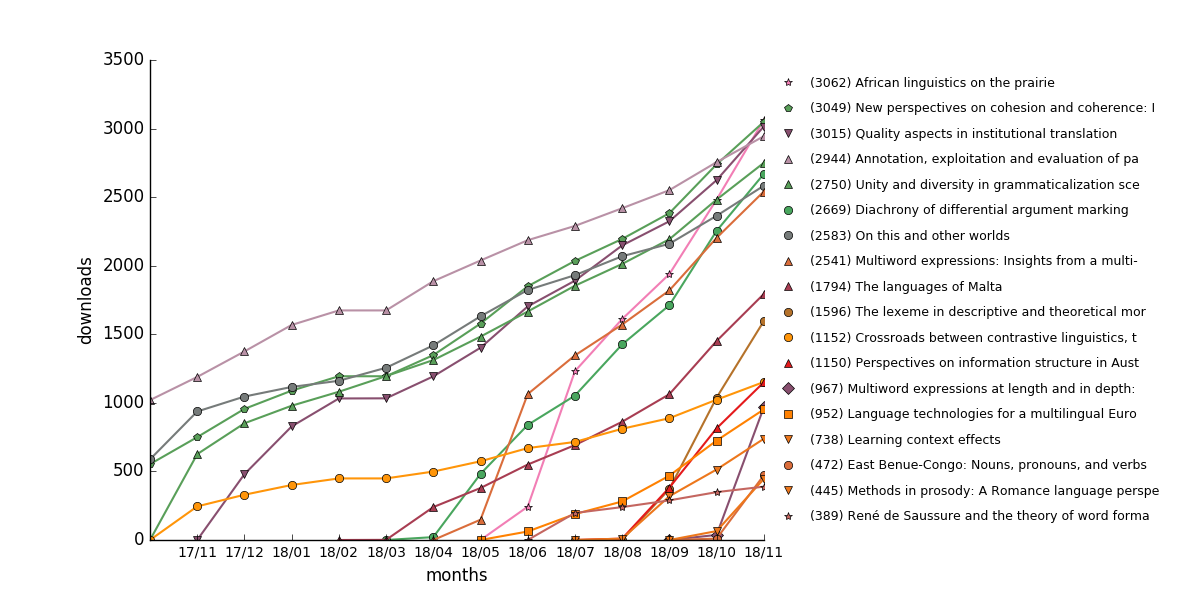 3500
3000
2500
2000
1500
1000
500
0
downloads
17/11 17/12 18/01 18/02 18/03 18/04 18/05 18/06 18/07 18/08 18/09 18/10 18/11
months
(3062) African linguistics on the prairie
(3049) New perspectives on cohesion and coherence: I
(3015) Quality aspects in institutional translation
(2944) Annotation, exploitation and evaluation of pa
(2750) Unity and diversity in grammaticalization sce
(2669) Diachrony of differential argument marking
(2583) On this and other worlds
(2541) Multiword expressions: Insights from a multi-
(1794) The languages of Malta
(1596) The lexeme in descriptive and theoretical mor
(1152) Crossroads between contrastive linguistics, t
(1150) Perspectives on information structure in Aust
(967) Multiword expressions at length and in depth:
(952) Language technologies for a multilingual Euro
(738) Learning context effects
(472) East Benue-Congo: Nouns, pronouns, and verbs
(445) Methods in prosody: A Romance language perspe
(389) René de Saussure and the theory of word forma